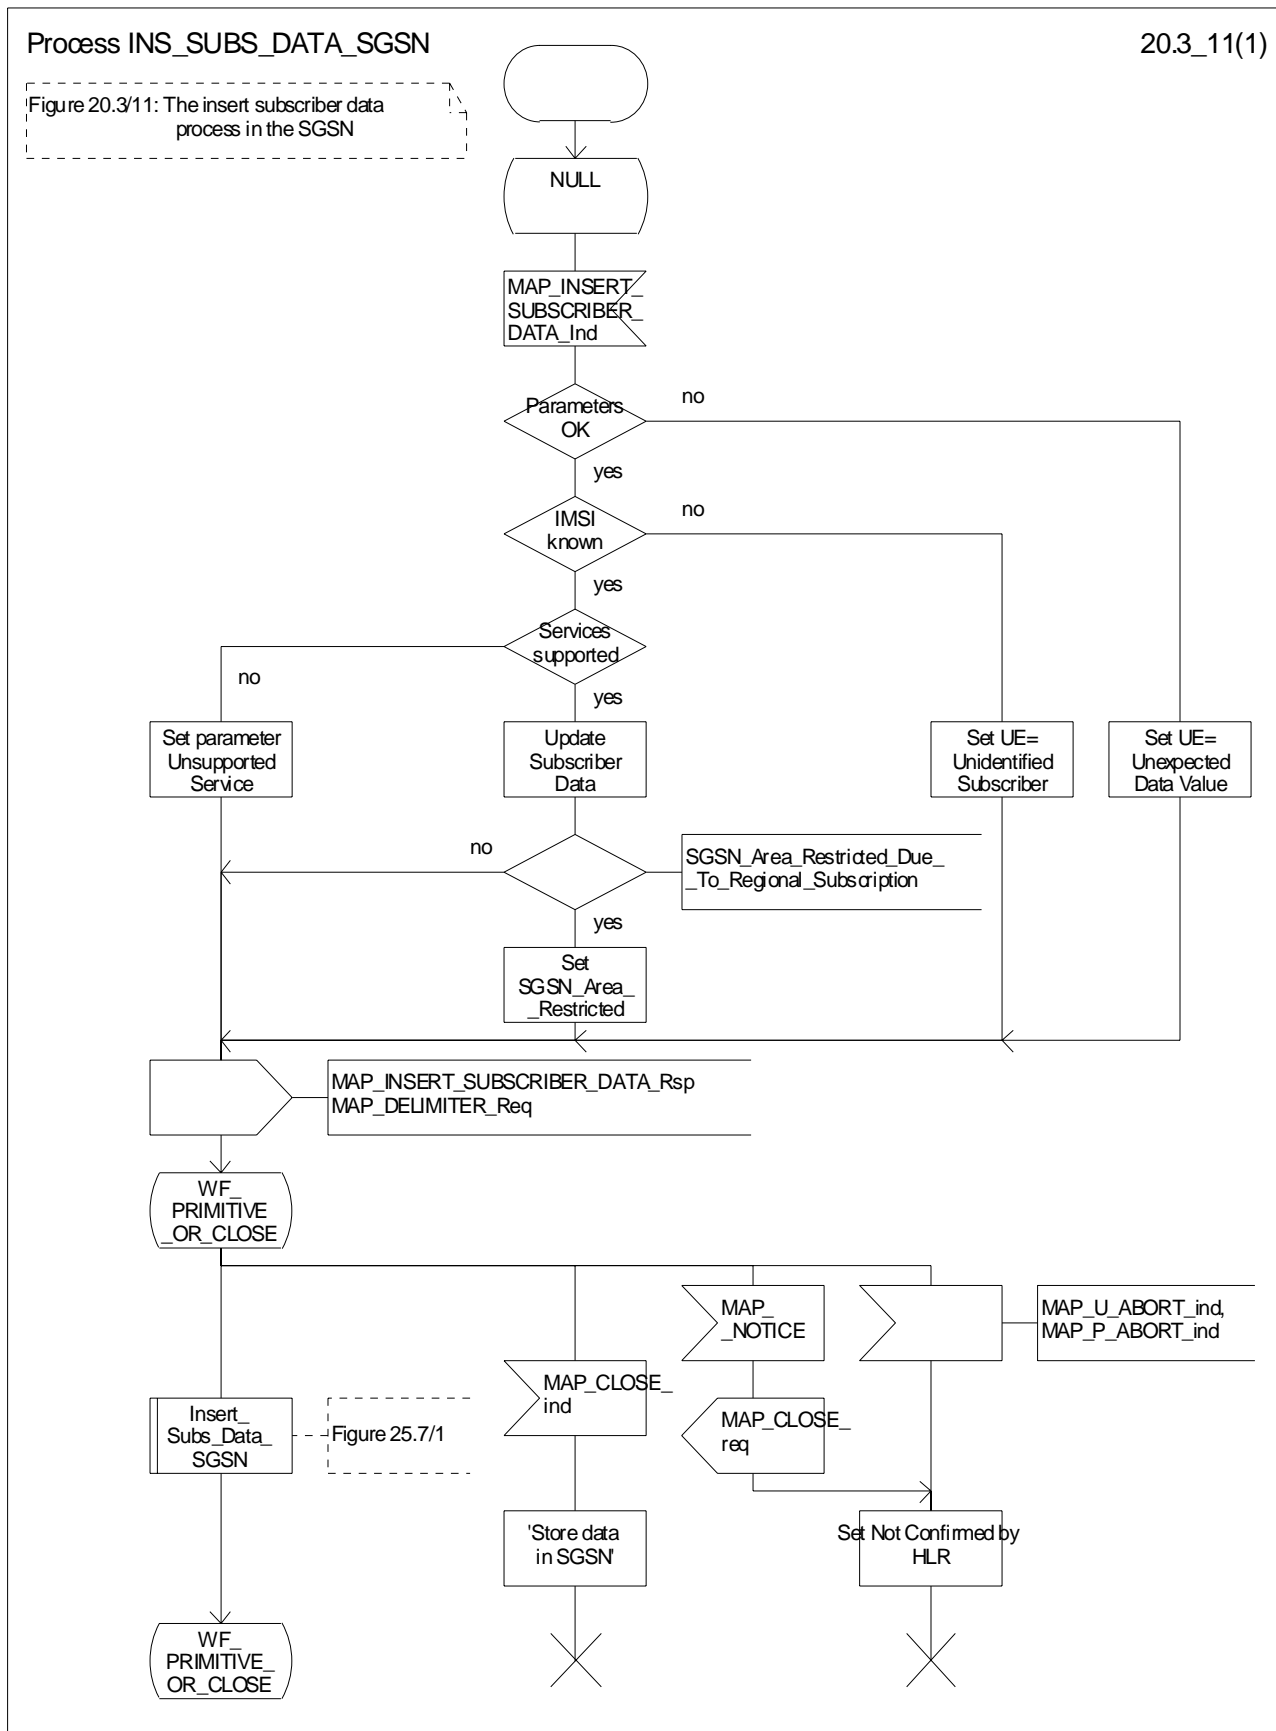 Process INS_SUBS_DATA_SGSN
20.3_11(1)
Figure 20.3/11: The insert subscriber data
process in the SGSN
NULL
MAP_INSERT_
SUBSCRIBER_
DATA_Ind
Parameters
OK
no
yes
IMSI
known
no
yes
Services
supported
no
yes
Set parameter
Unsupported
Service
Update
Subscriber
Data
Set UE=
Unidentified
Subscriber
Set UE=
Unexpected
Data Value
no
SGSN_Area_Restricted_Due_
_To_Regional_Subscription
yes
Set
SGSN_Area_
_Restricted
MAP_INSERT_SUBSCRIBER_DATA_Rsp
MAP_DELIMITER_Req
WF_
PRIMITIVE
_OR_CLOSE
MAP_
_NOTICE
MAP_U_ABORT_ind,
MAP_P_ABORT_ind
MAP_CLOSE_
ind
Insert_
Subs_Data_
SGSN
Figure 25.7/1
MAP_CLOSE_
req
'Store data
in SGSN'
Set Not Confirmed by
HLR
WF_
PRIMITIVE_
OR_CLOSE